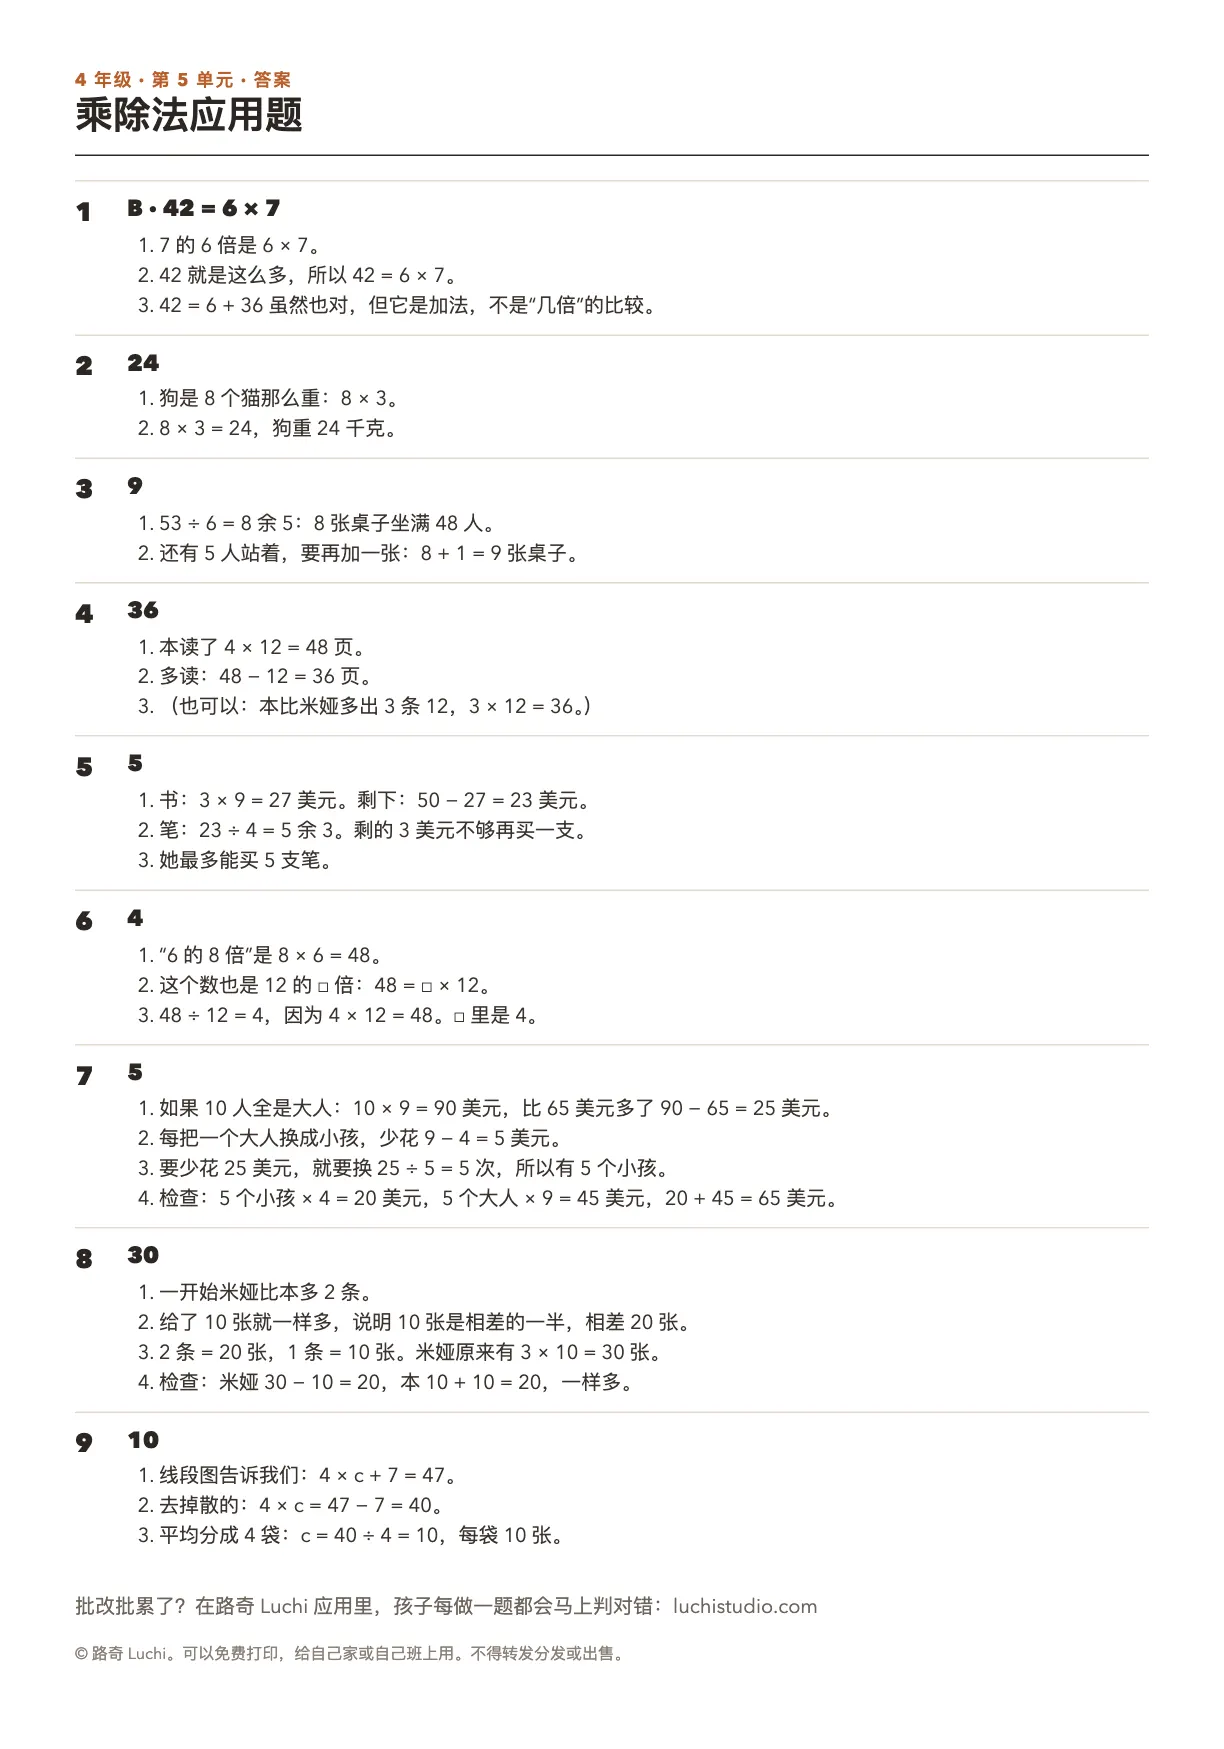 4 年级 · 第 5 单元 · 答案
乘除法应用题
1 B · 42 = 6 × 7
1. 7 的 6 倍是 6 × 7。
2. 42 就是这么多，所以 42 = 6 × 7。
3. 42 = 6 + 36 虽然也对，但它是加法，不是“几倍”的比较。
2 24
1. 狗是 8 个猫那么重：8 × 3。
2. 8 × 3 = 24，狗重 24 千克。
3 9
1. 53 ÷ 6 = 8 余 5：8 张桌子坐满 48 人。
2. 还有 5 人站着，要再加一张：8 + 1 = 9 张桌子。
4 36
1. 本读了 4 × 12 = 48 页。
2. 多读：48 − 12 = 36 页。
3. （也可以：本比米娅多出 3 条 12，3 × 12 = 36。）
5 5
1. 书：3 × 9 = 27 美元。剩下：50 − 27 = 23 美元。
2. 笔：23 ÷ 4 = 5 余 3。剩的 3 美元不够再买一支。
3. 她最多能买 5 支笔。
6 4
1. “6 的 8 倍”是 8 × 6 = 48。
2. 这个数也是 12 的 □ 倍：48 = □ × 12。
3. 48 ÷ 12 = 4，因为 4 × 12 = 48。□ 里是 4。
7 5
1. 如果 10 人全是大人：10 × 9 = 90 美元，比 65 美元多了 90 − 65 = 25 美元。
2. 每把一个大人换成小孩，少花 9 − 4 = 5 美元。
3. 要少花 25 美元，就要换 25 ÷ 5 = 5 次，所以有 5 个小孩。
4. 检查：5 个小孩 × 4 = 20 美元，5 个大人 × 9 = 45 美元，20 + 45 = 65 美元。
8 30
1. 一开始米娅比本多 2 条。
2. 给了 10 张就一样多，说明 10 张是相差的一半，相差 20 张。
3. 2 条 = 20 张，1 条 = 10 张。米娅原来有 3 × 10 = 30 张。
4. 检查：米娅 30 − 10 = 20，本 10 + 10 = 20，一样多。
9 10
1. 线段图告诉我们：4 × c + 7 = 47。
2. 去掉散的：4 × c = 47 − 7 = 40。
3. 平均分成 4 袋：c = 40 ÷ 4 = 10，每袋 10 张。
批改批累了？在路奇 Luchi 应用里，孩子每做一题都会马上判对错：luchistudio.com
© 路奇 Luchi。可以免费打印，给自己家或自己班上用。不得转发分发或出售。